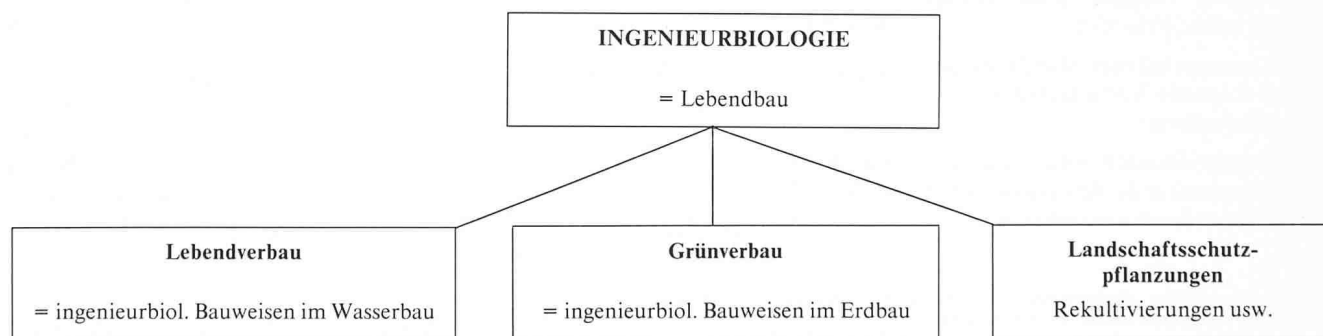 INGENIEURBIOLOGIE
= Lebendbau
Lebendverbau
= ingenieurbiol. Bauweisen im Wasserbau
Grünverbau
= ingenieurbiol. Bauweisen im Erdbau
Landschaftsschutz-
pflanzungen
Rekultivierungen usw.